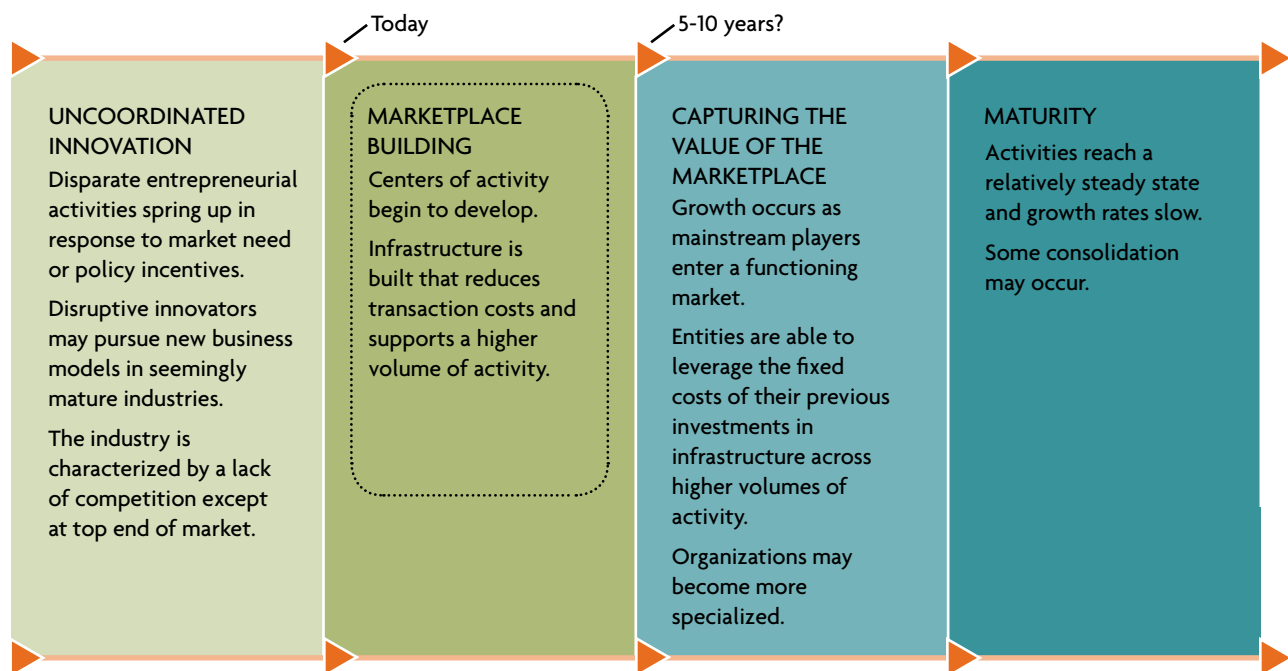 Today
5-10 years?
UNCOORDINATED
INNOVATION
Disparate entrepreneurial
activities spring up in
response to market need
or policy incentives.
Disruptive innovators
may pursue new business
models in seemingly
mature industries.
The industry is
characterized by a lack
of competition except
at top end of market.
MARKETPLACE
BUILDING
Centers of activity
begin to develop.
Infrastructure is
built that reduces
transaction costs and
supports a higher
volume of activity.
CAPTURING THE
VALUE OF THE
MARKETPLACE
Growth occurs as
mainstream players
enter a functioning
market.
Entities are able to
leverage the fixed
costs of their previous
investments in
infrastructure across
higher volumes of
activity.
Organizations may
become more
specialized.
MATURITY
Activities reach a
relatively steady state
and growth rates slow.
Some consolidation
may occur.